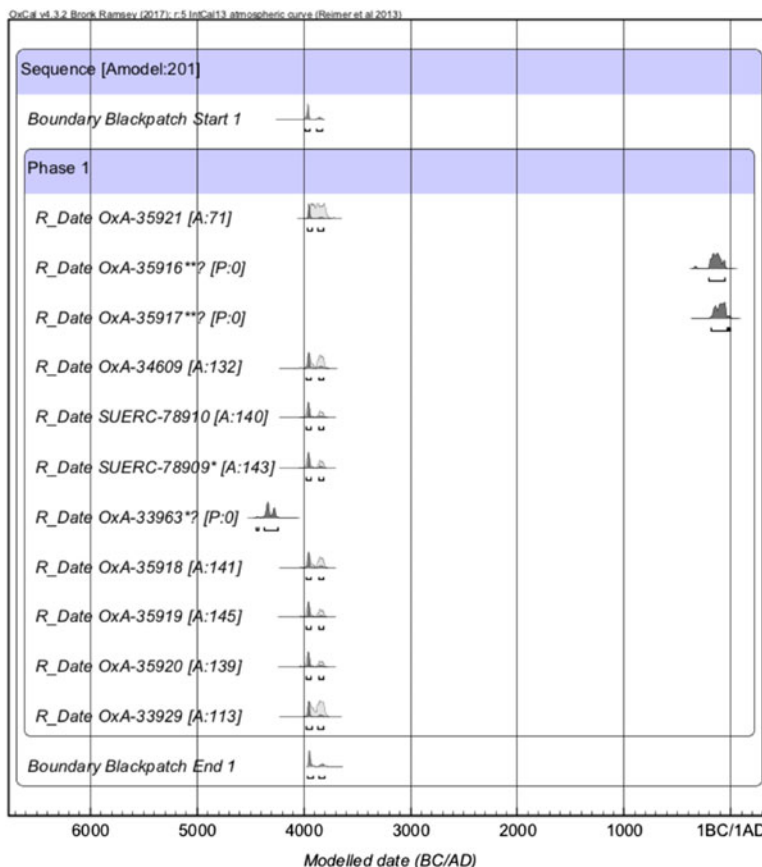 OxCal v4.3.2 Bronk Ramsey (2017); r:5 IntCal13 atmospheric curve (Reimer et al 2013)
Sequence [Amodel:201]
Boundary Blackpatch Start 1
Phase 1
R_Date OxA-35921 [A:71]
R_Date OxA-35916**? [P:0]
R_Date OxA-35917**? [P:0]
R_Date OxA-34609 [A:132]
R_Date SUERC-78910 [A:140]
R_Date SUERC-78909* [A:143]
R_Date OxA-33963*? [P:0]
R_Date OxA-35918 [A:141]
R_Date OxA-35919 [A:145]
R_Date OxA-35920 [A:139]
R_Date OxA-33929 [A:113]
Boundary Blackpatch End 1
6000 5000 4000 3000 2000 1000 1BC/1AD
Modelled date (BC/AD)